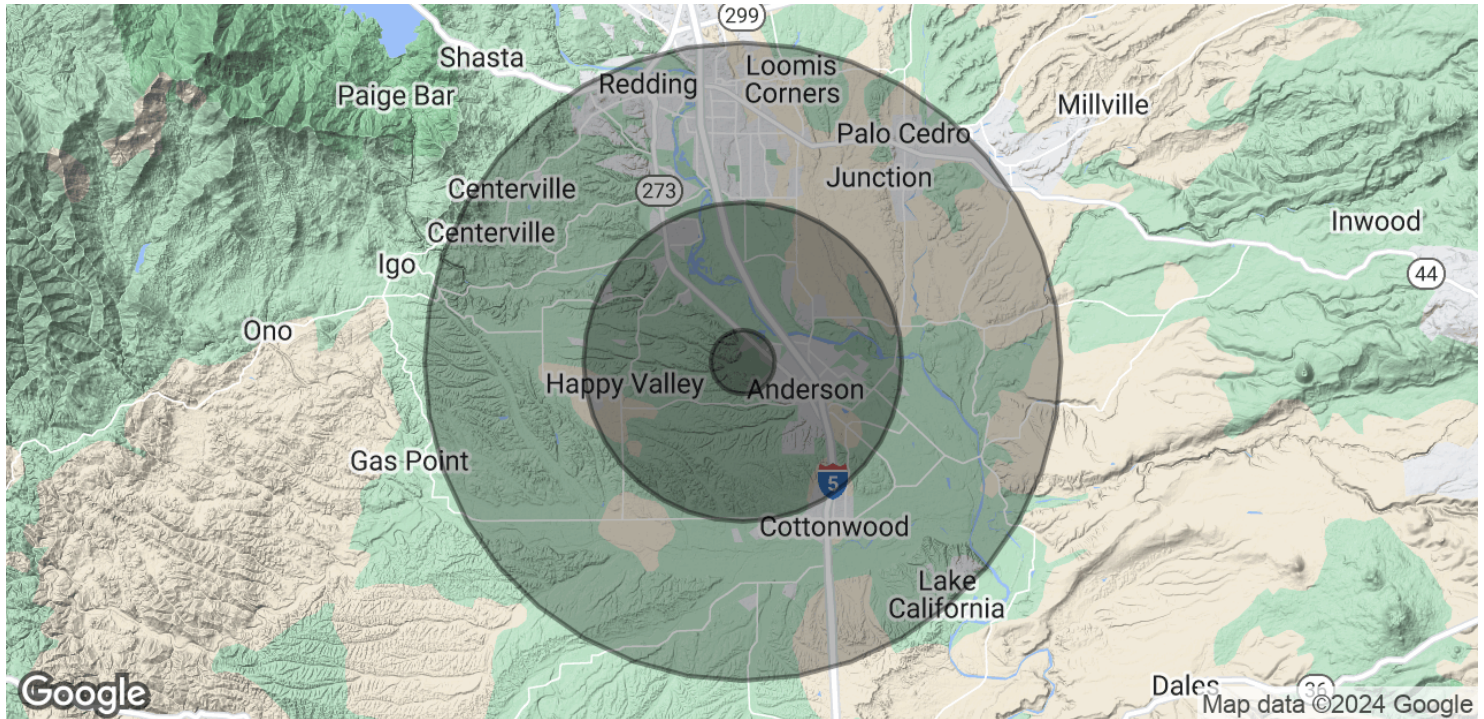 299
Shasta
Loomis
Corners
Redding
Paige Bar
Millville
Palo Cedro
Junction
Centerville
273
Inwood
Centerville
Igo
44
Ono
Happy Valley
Anderson
Gas Point
5
Cottonwood
Lake
California
Dales
36
Google
Map data ©2024 Google